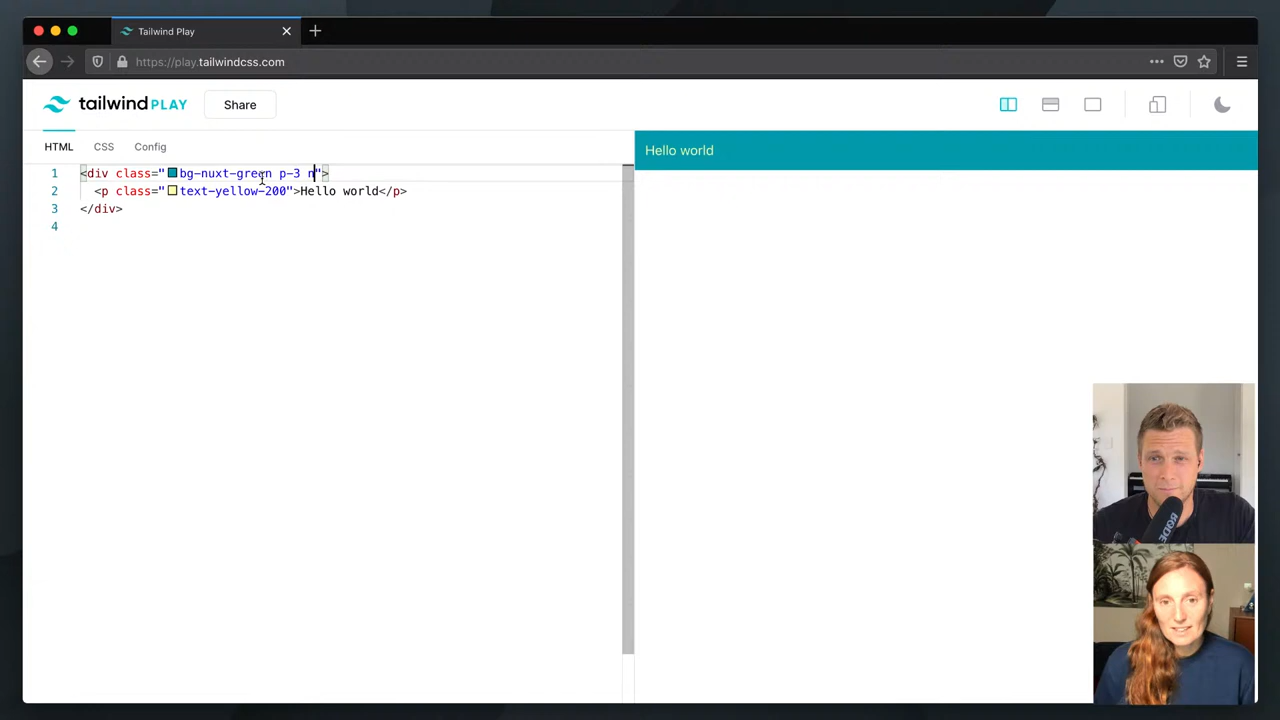 Tailwind Play
https://play.tailwindcss.com
tailwind PLAY
Share
HTML
CSS
Config
1 <div class="bg-nuxt-green p-3 n">
2 <p class="text-yellow-200">Hello world</p>
3 </div>
4
Hello world
RODE